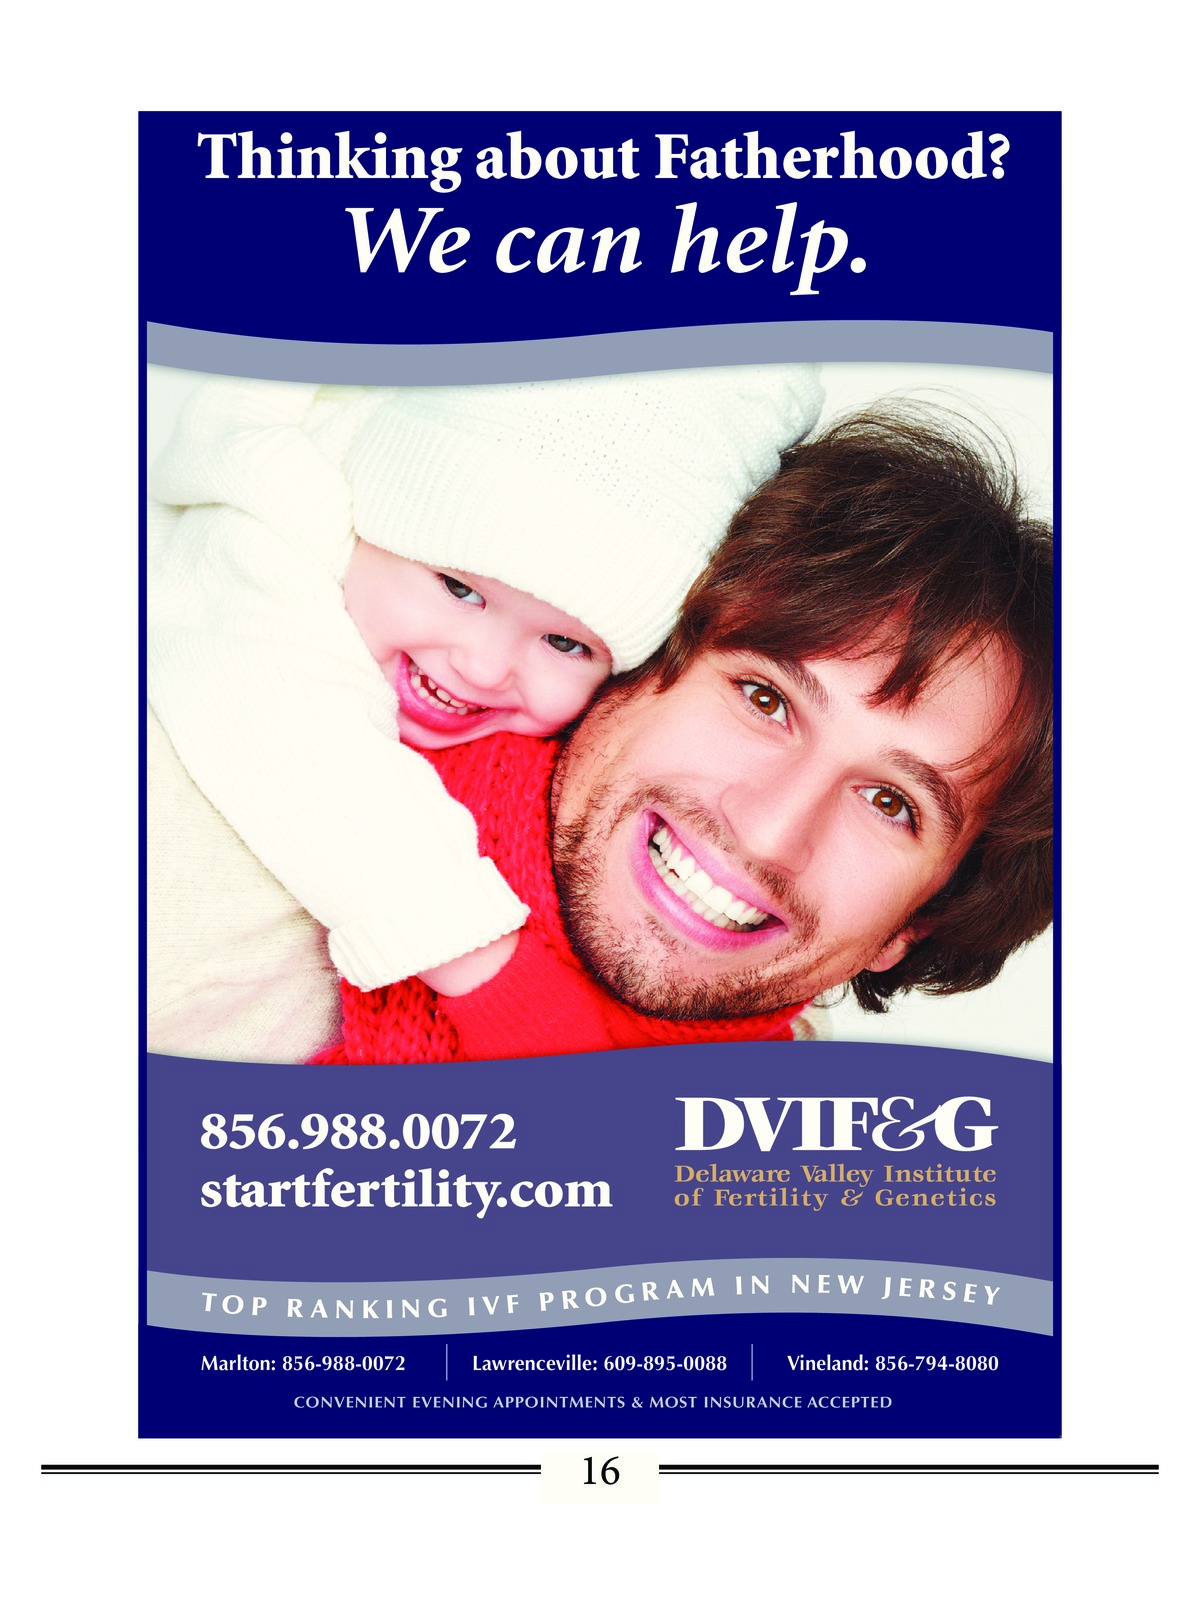 Thinking about Fatherhood?
We can help.
856.988.0072
startfertility.com
DVIF&G
Delaware Valley Institute
of Fertility & Genetics
TOP RANKING IVF PROGRAM IN NEW JERSEY
Marlton: 856-988-0072 | Lawrenceville: 609-895-0088 | Vineland: 856-794-8080
CONVENIENT EVENING APPOINTMENTS & MOST INSURANCE ACCEPTED
16